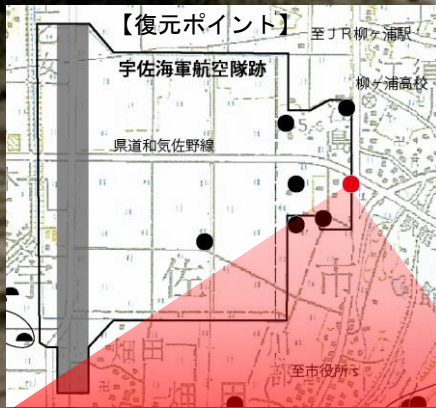 【復元ポイント】
至JR柳ヶ浦駅
宇佐海軍航空隊跡
柳ヶ浦高校
県道和気佐野線
宇 佐 市
畑田
至市役所